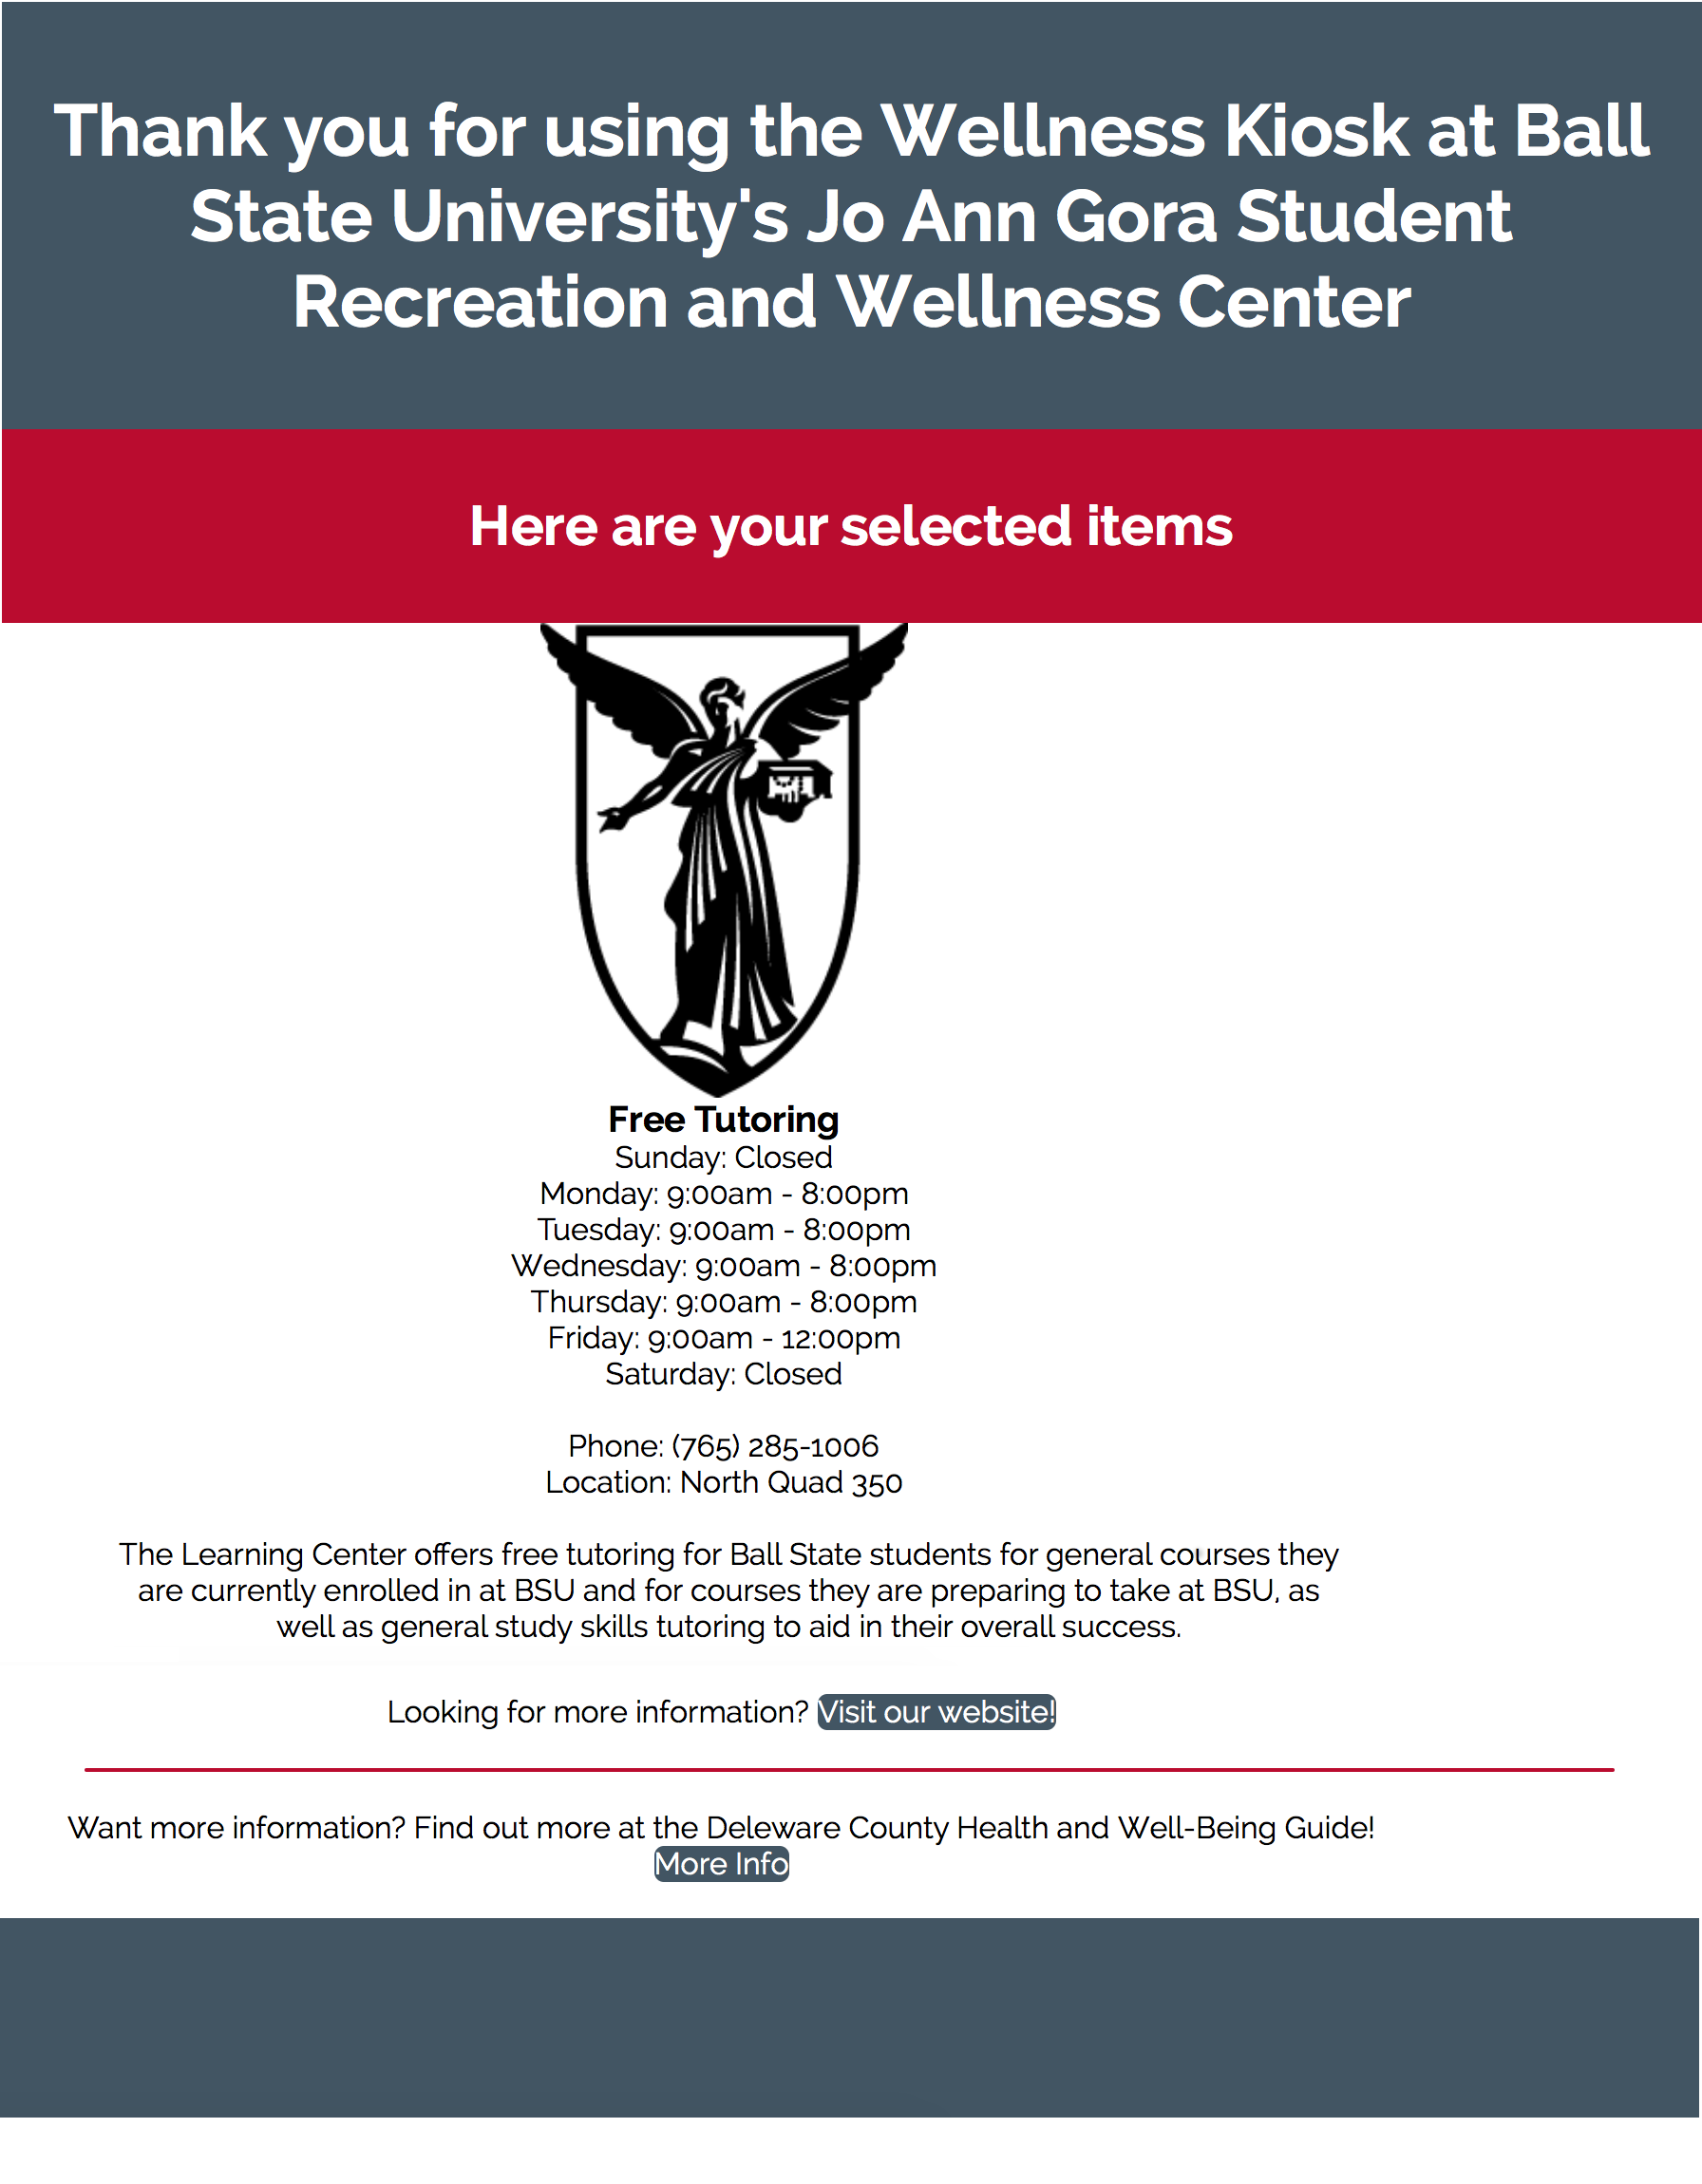 Thank you for using the Wellness Kiosk at Ball
State University's Jo Ann Gora Student
Recreation and Wellness Center
Here are your selected items
Free Tutoring
Sunday: Closed
Monday: 9:00am - 8:00pm
Tuesday: 9:00am - 8:00pm
Wednesday: 9:00am - 8:00pm
Thursday: 9:00am - 8:00pm
Friday: 9:00am - 12:00pm
Saturday: Closed
Phone: (765) 285-1006
Location: North Quad 350
The Learning Center offers free tutoring for Ball State students for general courses they
are currently enrolled in at BSU and for courses they are preparing to take at BSU, as
well as general study skills tutoring to aid in their overall success.
Looking for more information? Visit our website!
Want more information? Find out more at the Deleware County Health and Well-Being Guide!
More Info